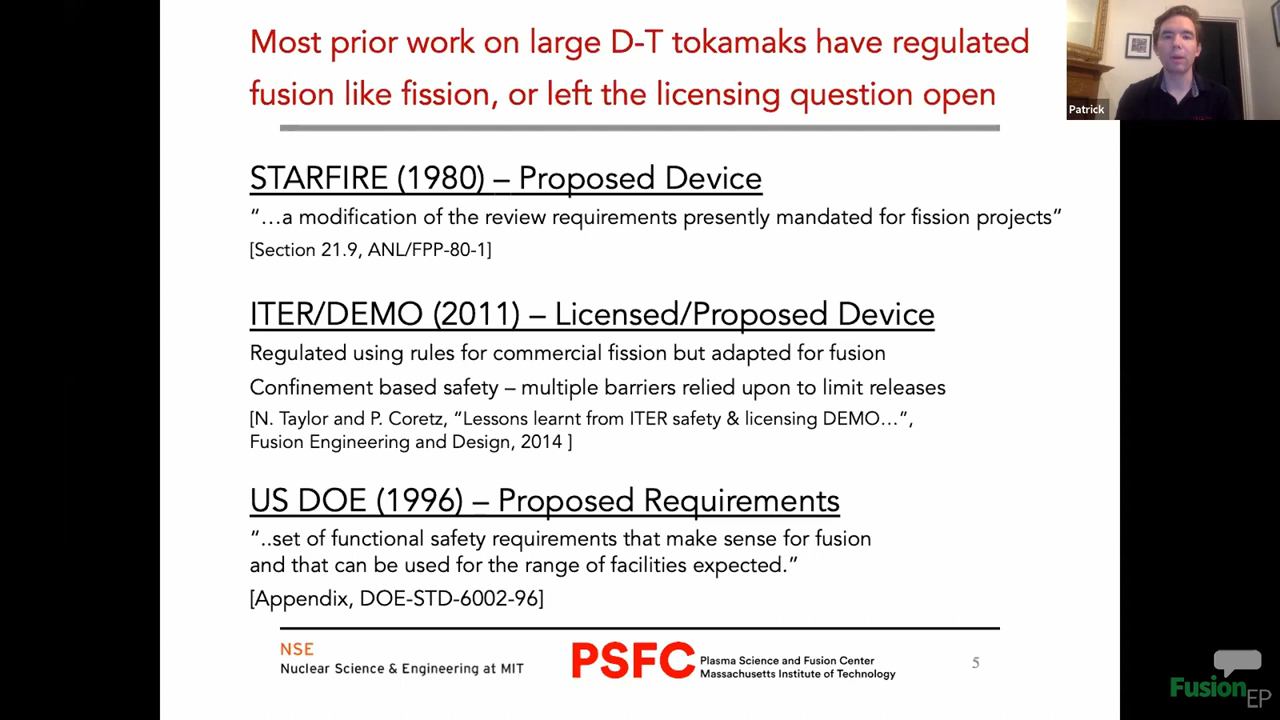 Most prior work on large D-T tokamaks have regulated
fusion like fission, or left the licensing question open
Patrick
STARFIRE (1980) – Proposed Device
“…a modification of the review requirements presently mandated for fission projects”
[Section 21.9, ANL/FPP-80-1]
ITER/DEMO (2011) – Licensed/Proposed Device
Regulated using rules for commercial fission but adapted for fusion
Confinement based safety – multiple barriers relied upon to limit releases
[N. Taylor and P. Coretz, “Lessons learnt from ITER safety & licensing DEMO…”,
Fusion Engineering and Design, 2014 ]
US DOE (1996) – Proposed Requirements
“..set of functional safety requirements that make sense for fusion
and that can be used for the range of facilities expected.”
[Appendix, DOE-STD-6002-96]
NSE
Nuclear Science & Engineering at MIT
PSFC
Plasma Science and Fusion Center
Massachusetts Institute of Technology
5
Fusion
EP